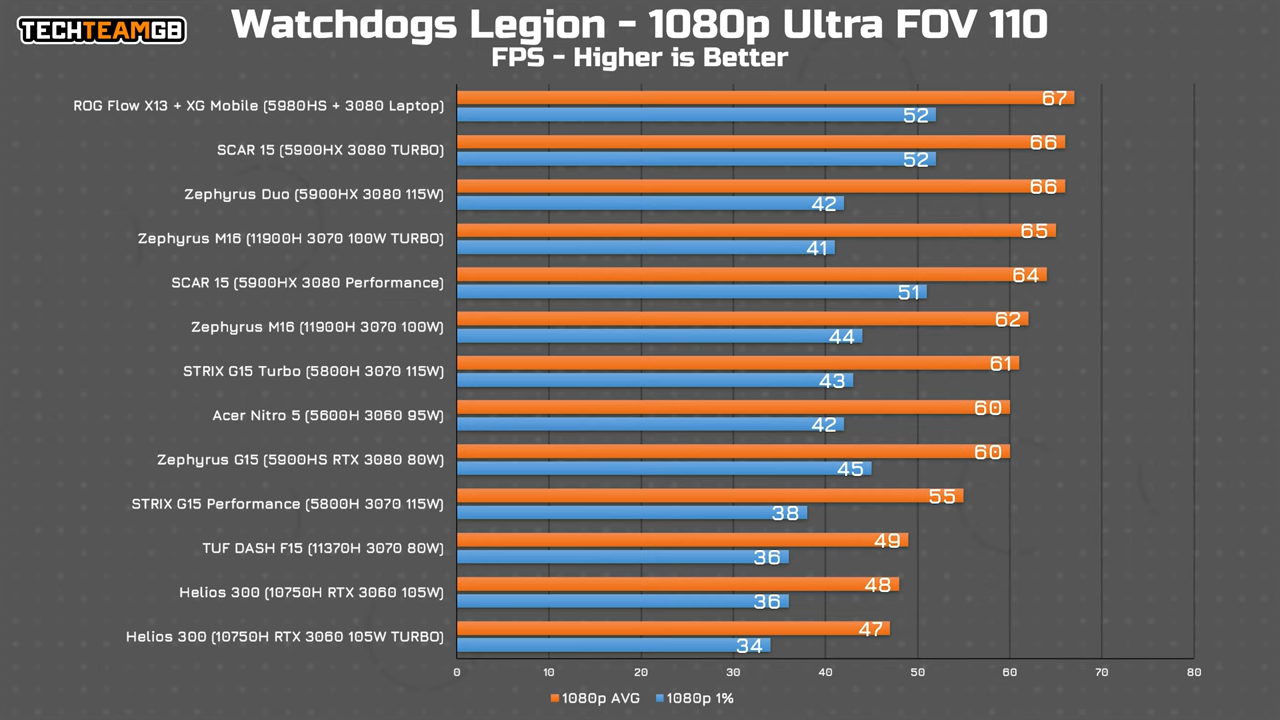 TECHTEAMGB
Watchdogs Legion - 1080p Ultra FOV 110
FPS - Higher is Better
ROG Flow X13 + XG Mobile (5980HS + 3080 Laptop)
67
52
SCAR 15 (5900HX 3080 TURBO)
66
52
Zephyrus Duo (5900HX 3080 115W)
66
42
Zephyrus M16 (11900H 3070 100W TURBO)
65
41
SCAR 15 (5900HX 3080 Performance)
64
51
Zephyrus M16 (11900H 3070 100W)
62
44
STRIX G15 Turbo (5800H 3070 115W)
61
43
Acer Nitro 5 (5600H 3060 95W)
60
42
Zephyrus G15 (5900HS RTX 3080 80W)
60
45
STRIX G15 Performance (5800H 3070 115W)
55
38
TUF DASH F15 (11370H 3070 80W)
49
36
Helios 300 (10750H RTX 3060 105W)
48
36
Helios 300 (10750H RTX 3060 105W TURBO)
47
34
0 10 20 30 40 50 60 70 80
1080p AVG 1080p 1%